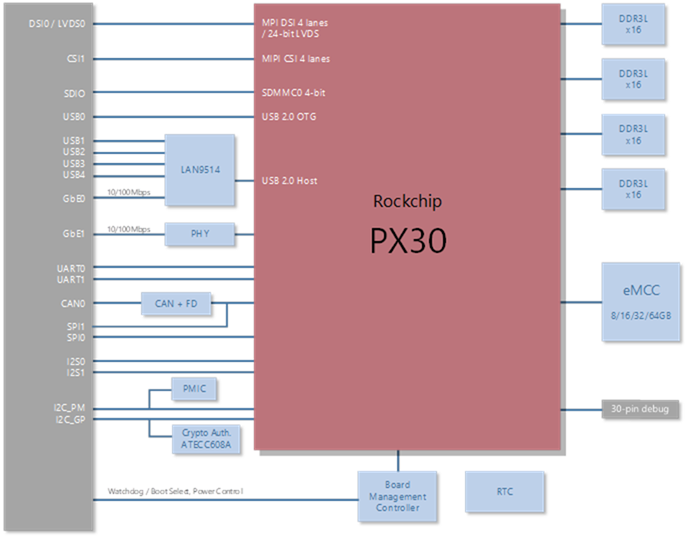 DSI0 / LVDS0
CSI1
SDIO
USB0
USB1
USB2
USB3
USB4
GbE0
GbE1
UART0
UART1
CAN0
SPI1
SPI0
I2S0
I2S1
I2C_PM
I2C_GP
10/100Mbps
LAN9514
10/100Mbps
PHY
CAN + FD
PMIC
Crypto Auth.
ATECC608A
Watchdog / Boot Select, Power Control
MPI DSI 4 lanes
/ 24-bit LVDS
MIPI CSI 4 lanes
SDMMC0 4-bit
USB 2.0 OTG
USB 2.0 Host
Rockchip
PX30
Board
Management
Controller
RTC
DDR3L
x16
DDR3L
x16
DDR3L
x16
DDR3L
x16
eMCC
8/16/32/64GB
30-pin debug